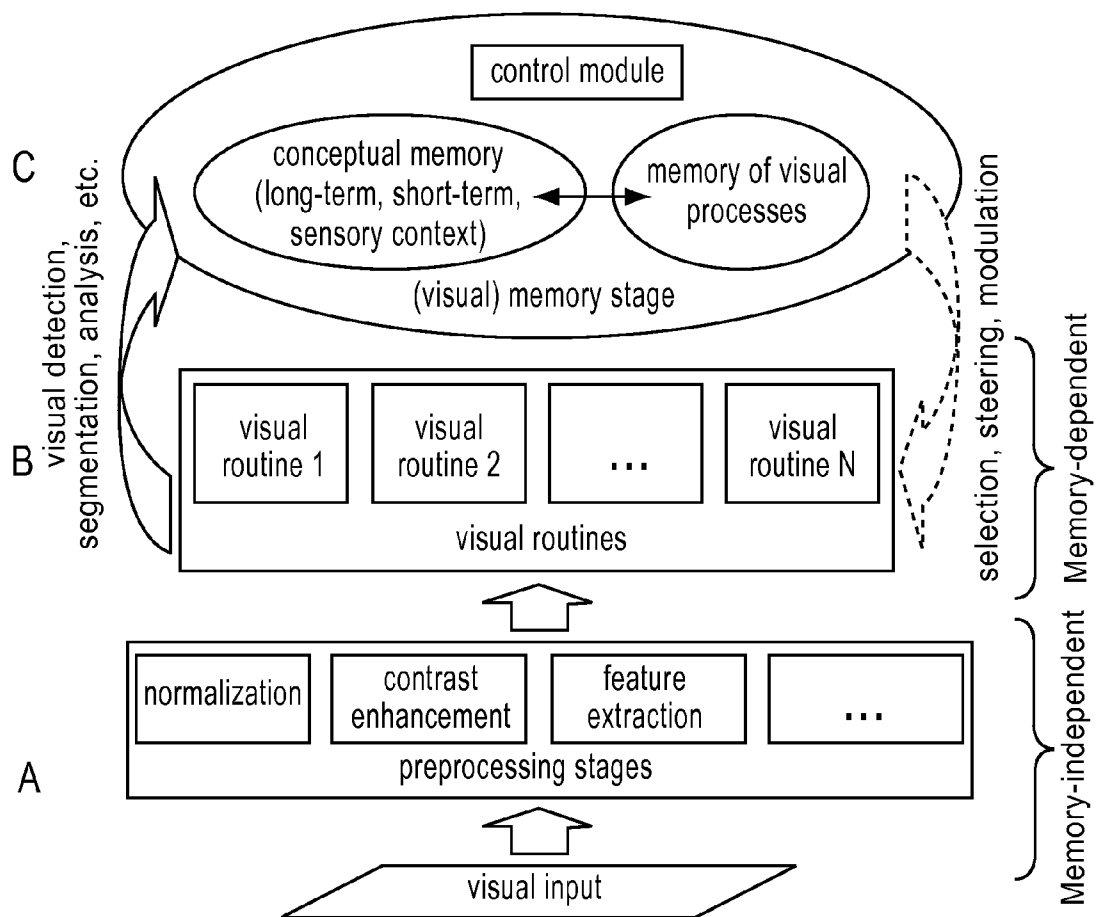 control module
C
conceptual memory
(long-term, short-term,
sensory context)
memory of visual
processes
(visual) memory stage
visual detection,
segmentation, analysis, etc.
selection, steering, modulation
Memory-dependent
B
visual
routine 1
visual
routine 2
...
visual
routine N
visual routines
A
normalization
contrast
enhancement
feature
extraction
...
preprocessing stages
Memory-independent
visual input